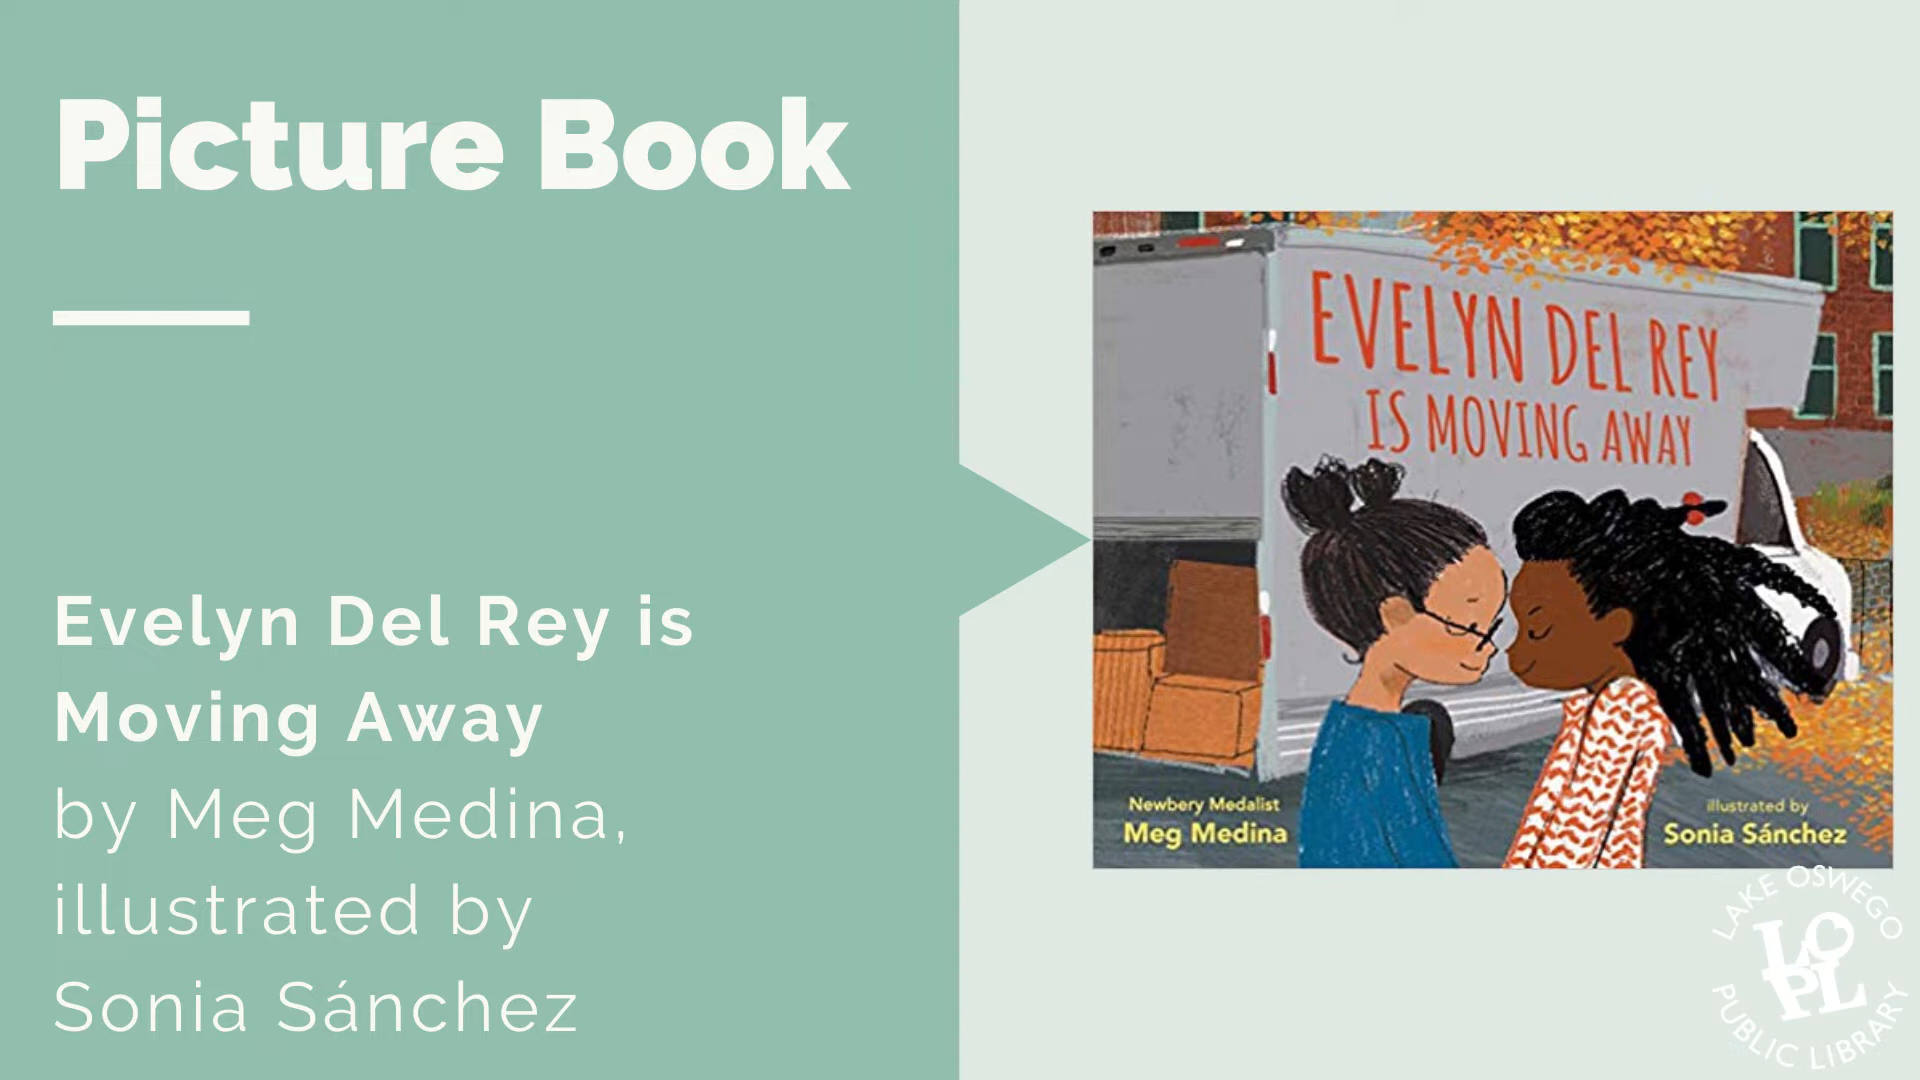 Picture Book
Evelyn Del Rey is
Moving Away
by Meg Medina,
illustrated by
Sonia Sánchez
EVELYN DEL REY
IS MOVING AWAY
Newbery Medalist
Meg Medina
illustrated by
Sonia Sánchez
LAKE OSWEGO
LOPL
PUBLIC LIBRARY